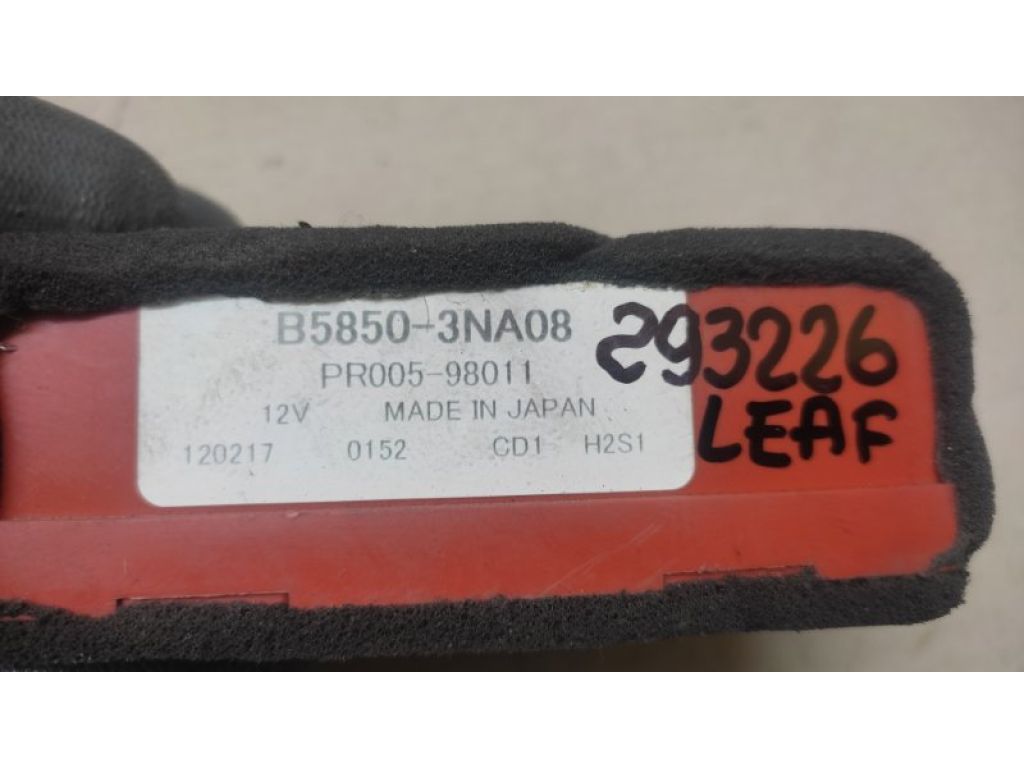 B5850-3NA08
PR005-98011
12V MADE IN JAPAN
120217 0152 CD1 H2S1
293226
LEAF